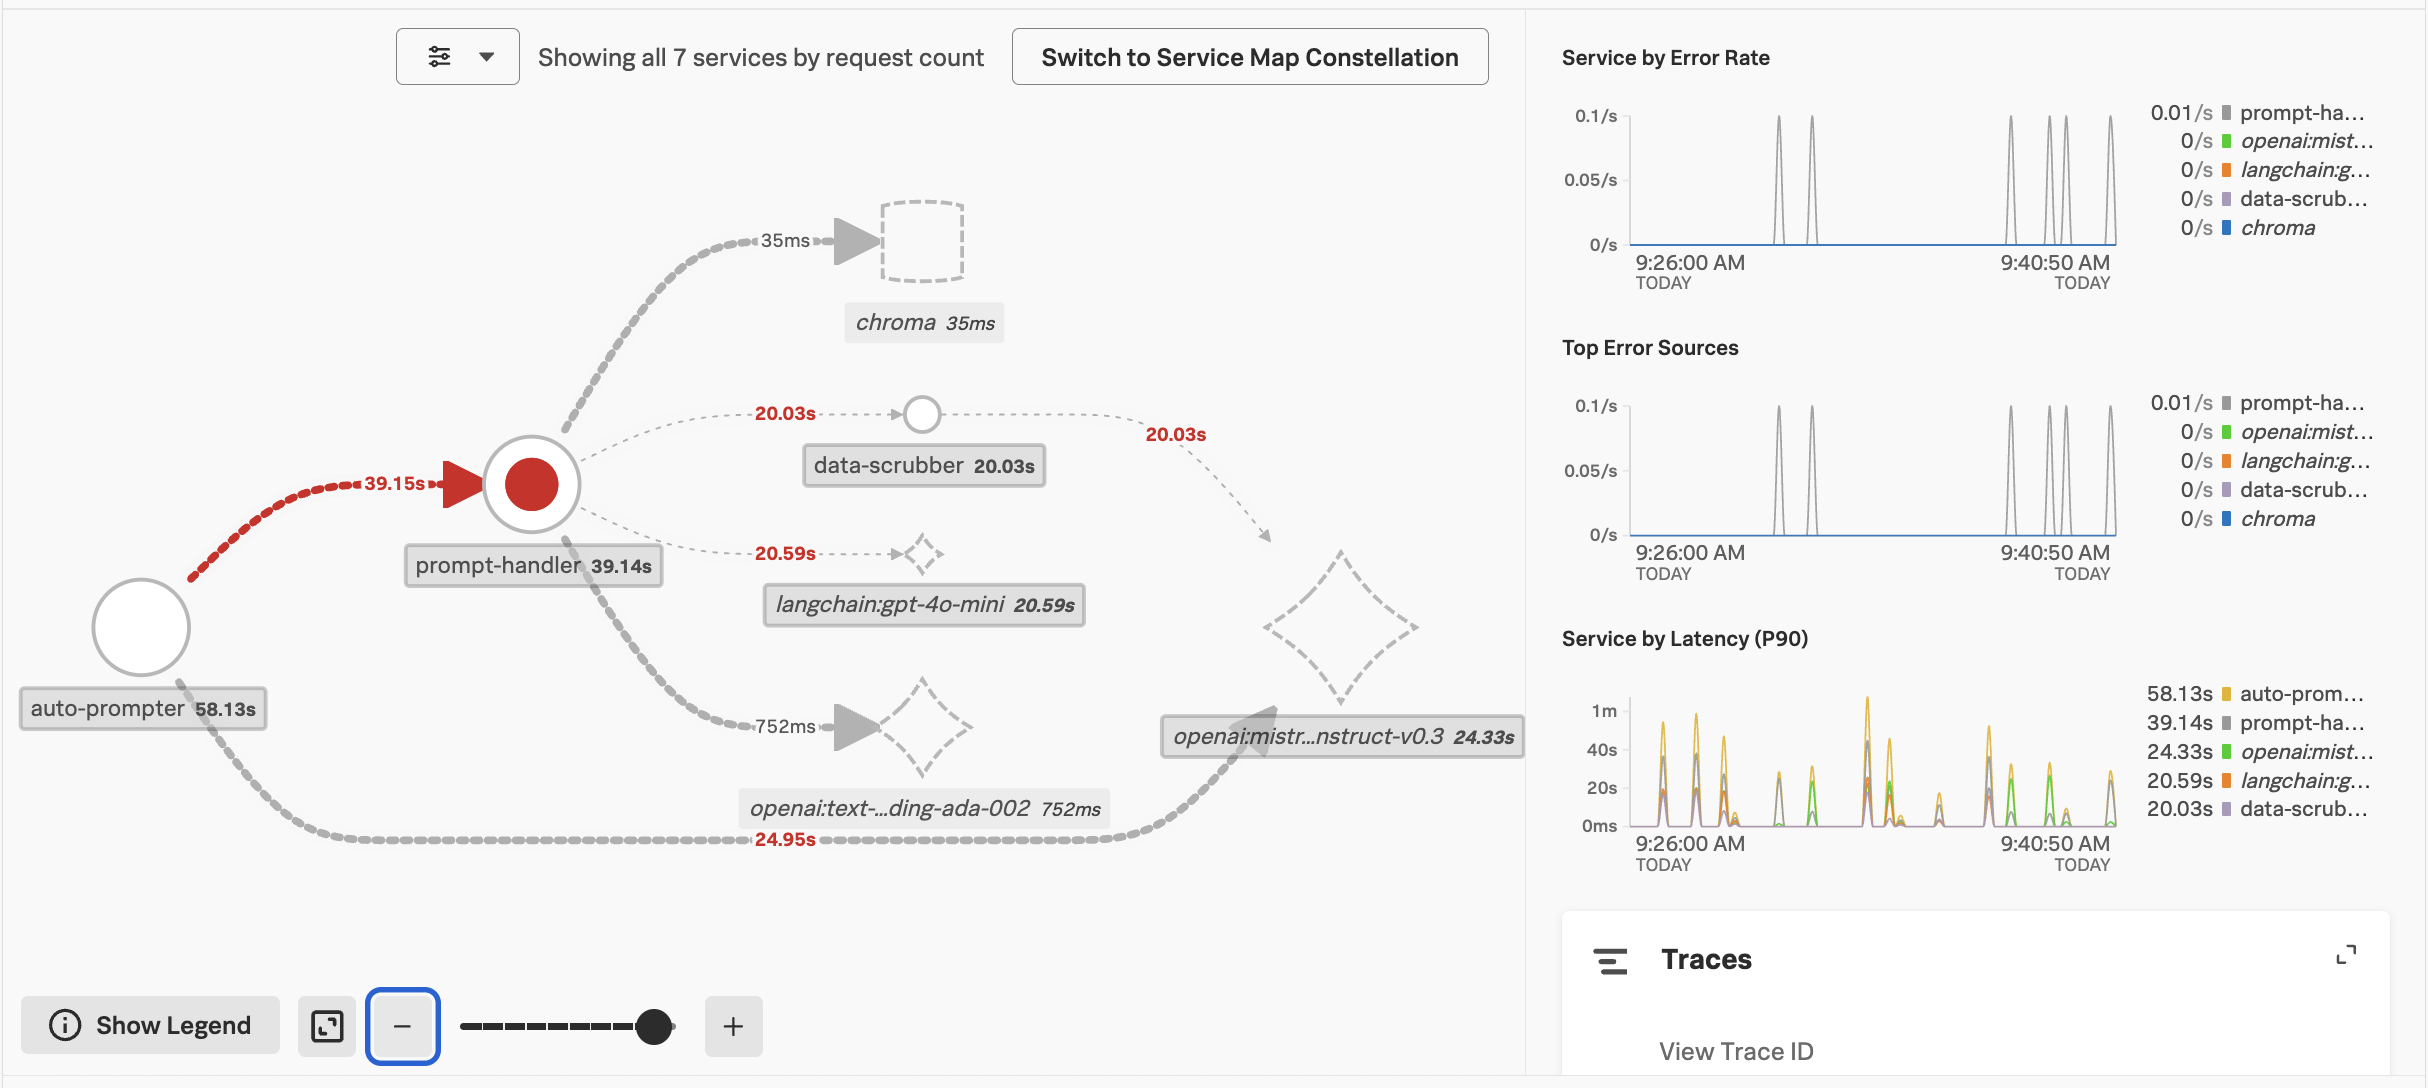 Showing all 7 services by request count
Switch to Service Map Constellation
35ms
chroma 35ms
20.03s
20.03s
data-scrubber 20.03s
39.15s
prompt-handler 39.14s
20.59s
langchain:gpt-4o-mini 20.59s
auto-prompter 58.13s
752ms
openai:mistr...nstruct-v0.3 24.33s
openai:text-...ding-ada-002 752ms
24.95s
Show Legend
Service by Error Rate
0.1/s
0.05/s
0/s
9:26:00 AM
TODAY
9:40:50 AM
TODAY
0.01/s prompt-ha...
0/s openai:mist...
0/s langchain:g...
0/s data-scrub...
0/s chroma
Top Error Sources
0.1/s
0.05/s
0/s
9:26:00 AM
TODAY
9:40:50 AM
TODAY
0.01/s prompt-ha...
0/s openai:mist...
0/s langchain:g...
0/s data-scrub...
0/s chroma
Service by Latency (P90)
1m
40s
20s
0ms
9:26:00 AM
TODAY
9:40:50 AM
TODAY
58.13s auto-prom...
39.14s prompt-ha...
24.33s openai:mist...
20.59s langchain:g...
20.03s data-scrub...
Traces
View Trace ID